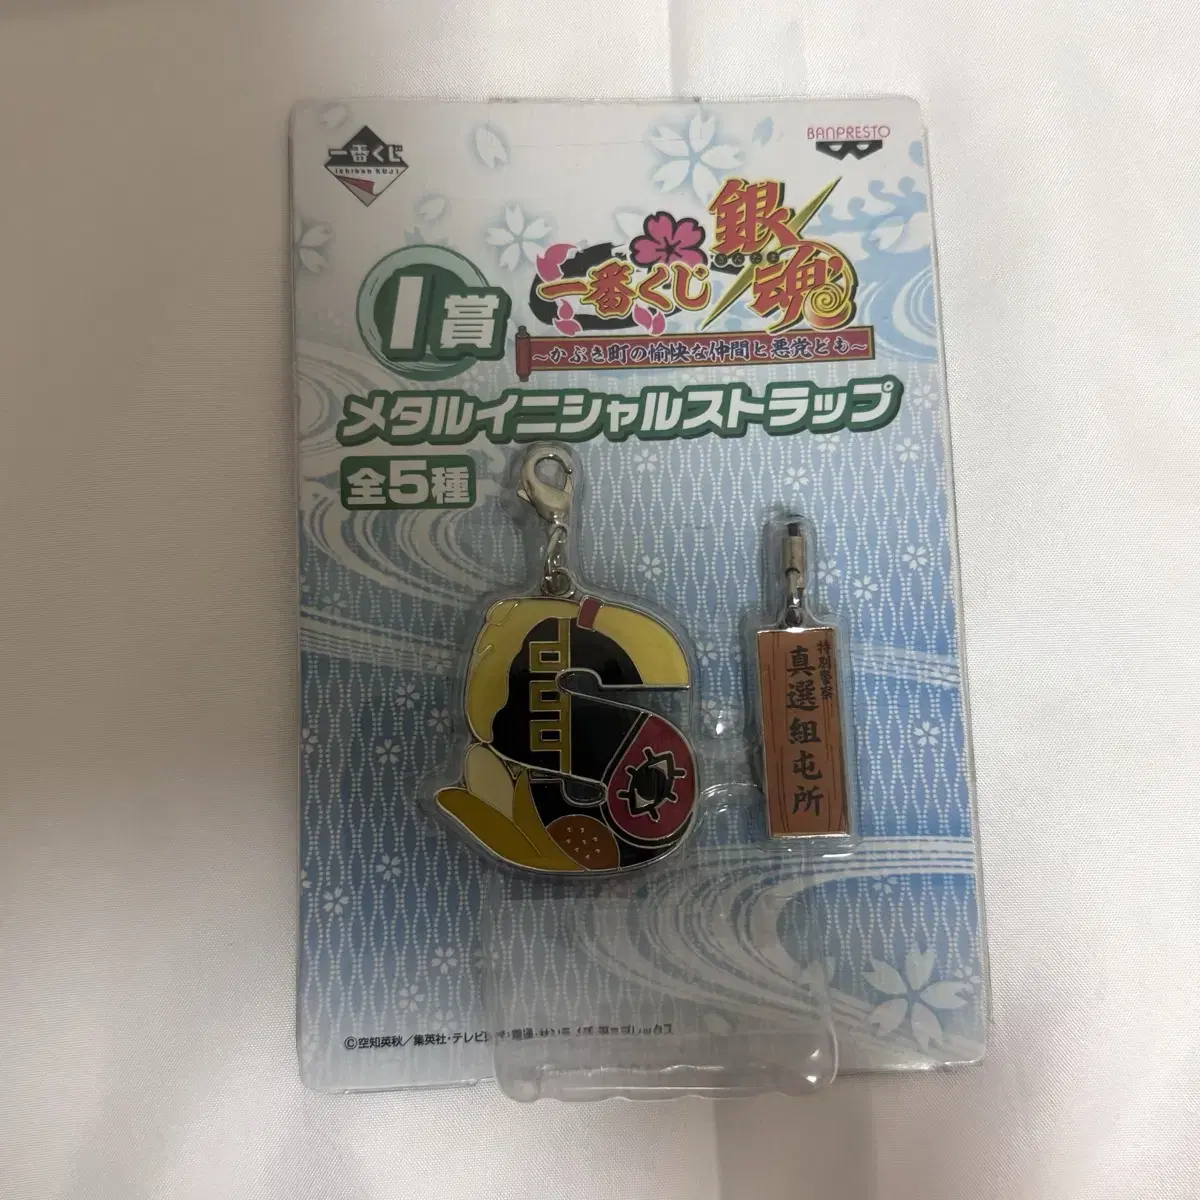 一番くじ
Ichiban KUJI
BANPRESTO
I賞
一番くじ
銀魂
ぎんたま
~かぶき町の愉快な仲間と悪党ども~
メタルイニシャルストラップ
全5種
特別警察
真選組屯所
©空知英秋/集英社・テレビ